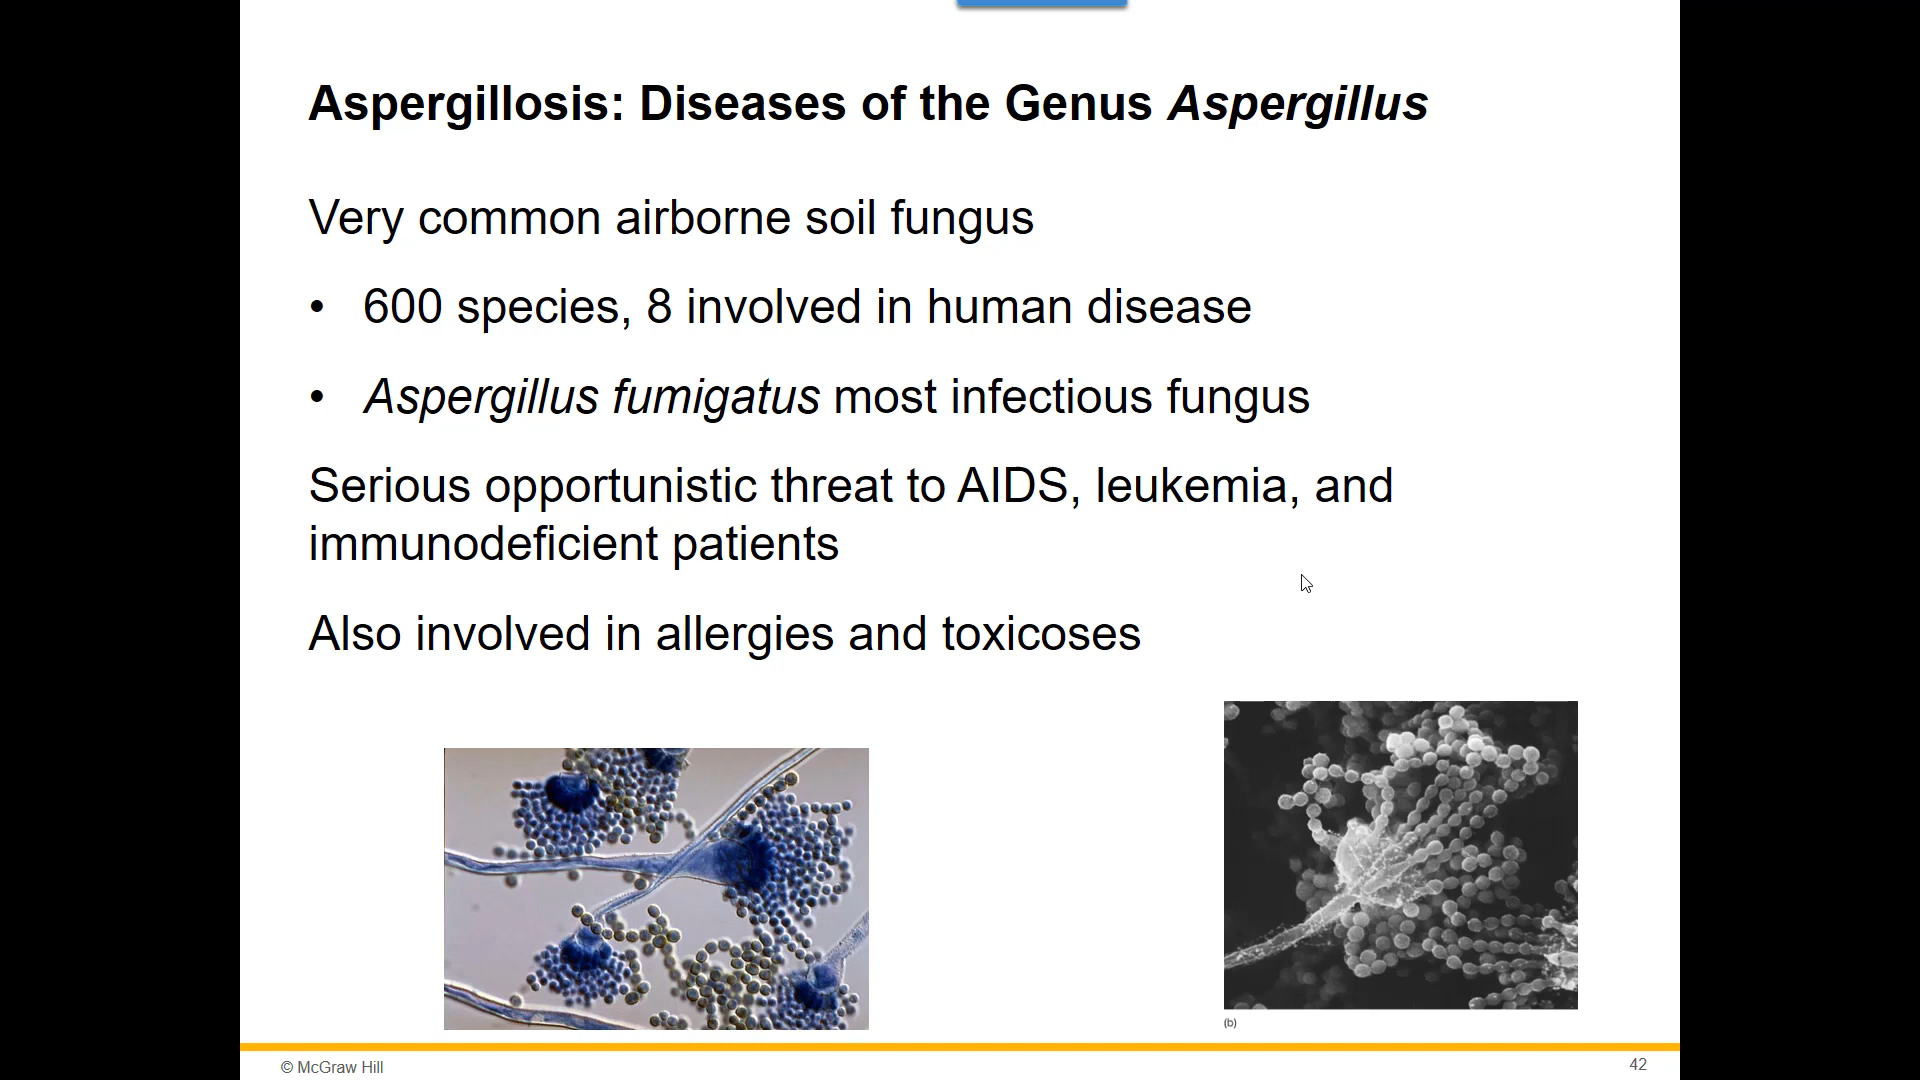 Aspergillosis: Diseases of the Genus Aspergillus
Very common airborne soil fungus
• 600 species, 8 involved in human disease
• Aspergillus fumigatus most infectious fungus
Serious opportunistic threat to AIDS, leukemia, and
immunodeficient patients
Also involved in allergies and toxicoses
(b)
© McGraw Hill
42